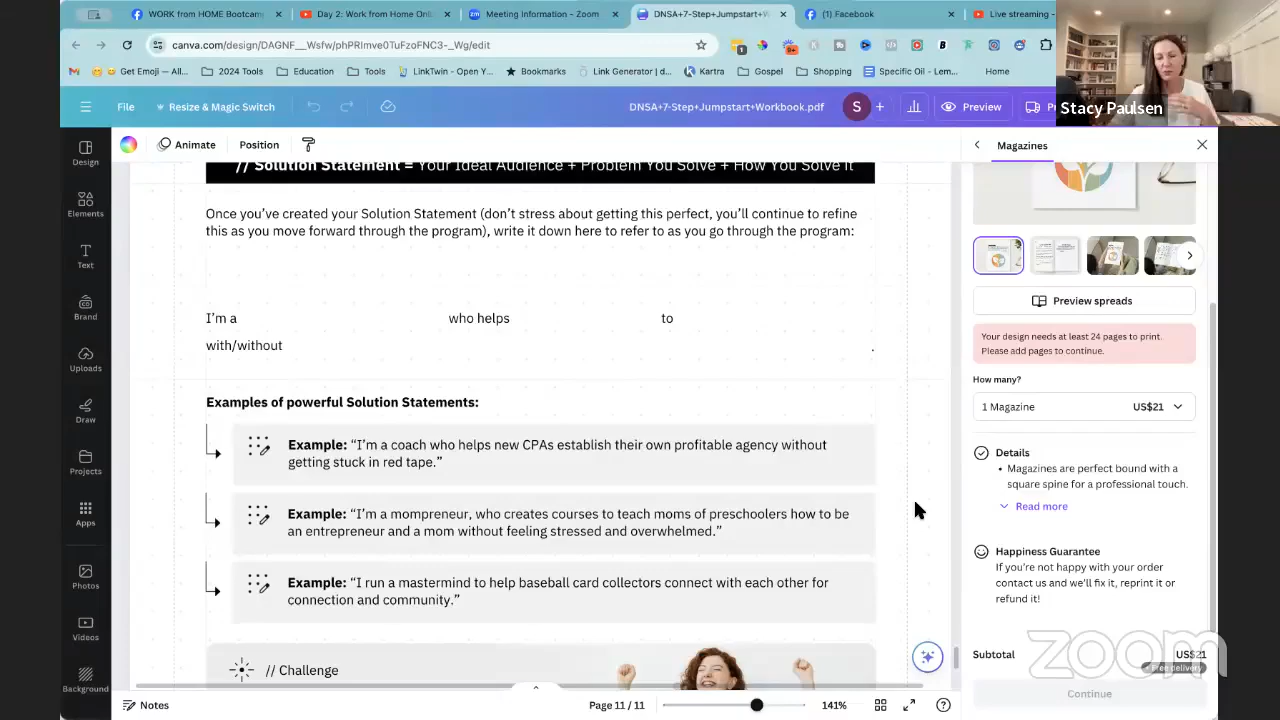 WORK from HOME Bootcamp
Day 2: Work from Home Onl
Meeting Information - Zoom
DNSA+7-Step+Jumpstart+W
(1) Facebook
Live streaming -
canva.com/design/DAGNF__Wsfw/phPRImve0TuFzoFNC3-_Wg/edit
Get Emoji — All...
2024 Tools
Education
Tools
LinkTwin - Open Y...
Bookmarks
Link Generator | d...
Kartra
Gospel
Shopping
Specific Oil - Lem...
Home
File
Resize & Magic Switch
DNSA+7-Step+Jumpstart+Workbook.pdf
S
Preview
Stacy Paulsen
Animate
Position
Magazines
Design
Elements
Text
Brand
Uploads
Draw
Projects
Apps
Photos
Videos
Background
// Solution Statement = Your Ideal Audience + Problem You Solve + How You Solve It
Once you’ve created your Solution Statement (don’t stress about getting this perfect, you’ll continue to refine
this as you move forward through the program), write it down here to refer to as you go through the program:
I’m a who helps to
with/without .
Examples of powerful Solution Statements:
Example: “I’m a coach who helps new CPAs establish their own profitable agency without
getting stuck in red tape.”
Example: “I’m a mompreneur, who creates courses to teach moms of preschoolers how to be
an entrepreneur and a mom without feeling stressed and overwhelmed.”
Example: “I run a mastermind to help baseball card collectors connect with each other for
connection and community.”
// Challenge
Preview spreads
Your design needs at least 24 pages to print.
Please add pages to continue.
How many?
1 Magazine US$21
Details
• Magazines are perfect bound with a
square spine for a professional touch.
Read more
Happiness Guarantee
If you’re not happy with your order
contact us and we’ll fix it, reprint it or
refund it!
zoom
Subtotal US$21
+ Free delivery
Continue
Notes
Page 11 / 11
141%